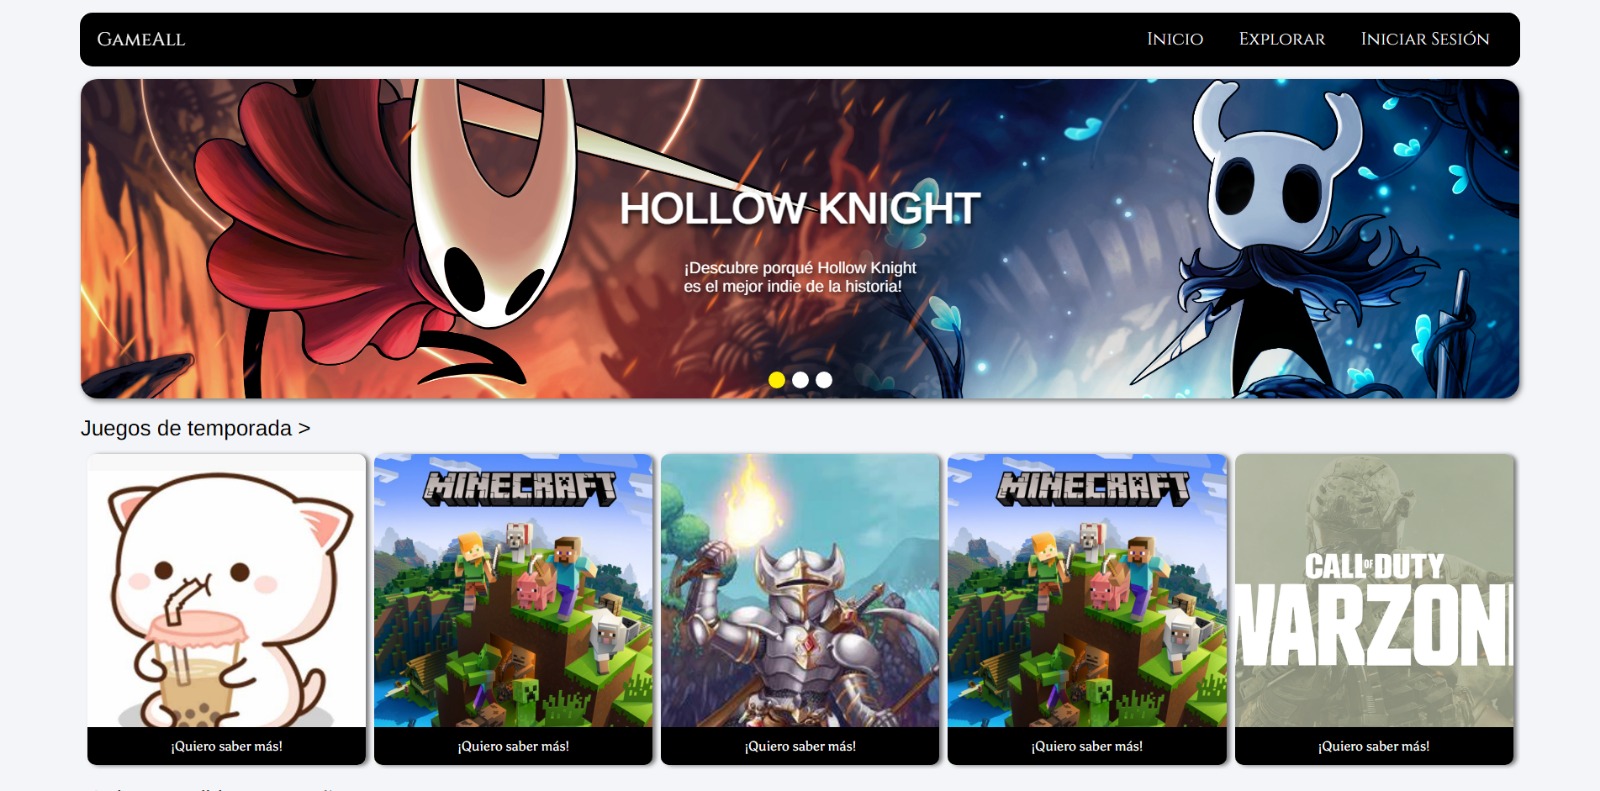 GameAll
Inicio Explorar Iniciar Sesión
HOLLOW KNIGHT
¡Descubre porqué Hollow Knight
es el mejor indie de la historia!
Juegos de temporada >
MINECRAFT
MINECRAFT
CALL OF DUTY
WARZON
¡Quiero saber más!
¡Quiero saber más!
¡Quiero saber más!
¡Quiero saber más!
¡Quiero saber más!